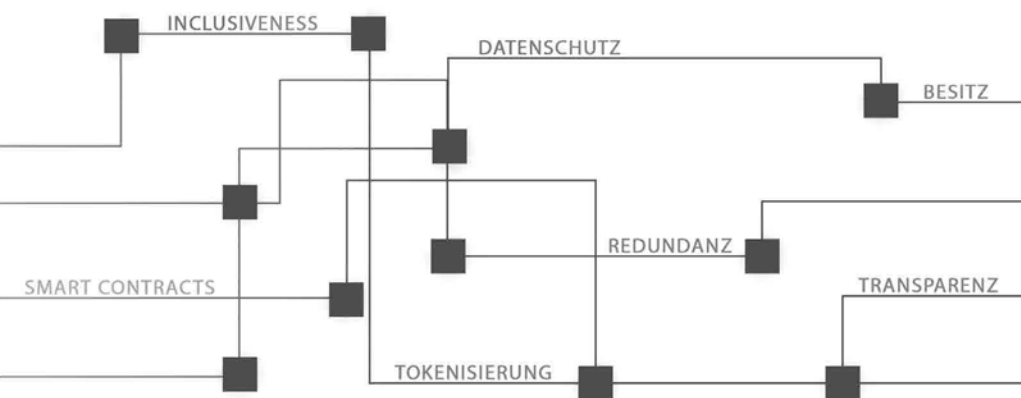 INCLUSIVENESS
DATENSCHUTZ
BESITZ
REDUNDANZ
SMART CONTRACTS
TRANSPARENZ
TOKENISIERUNG